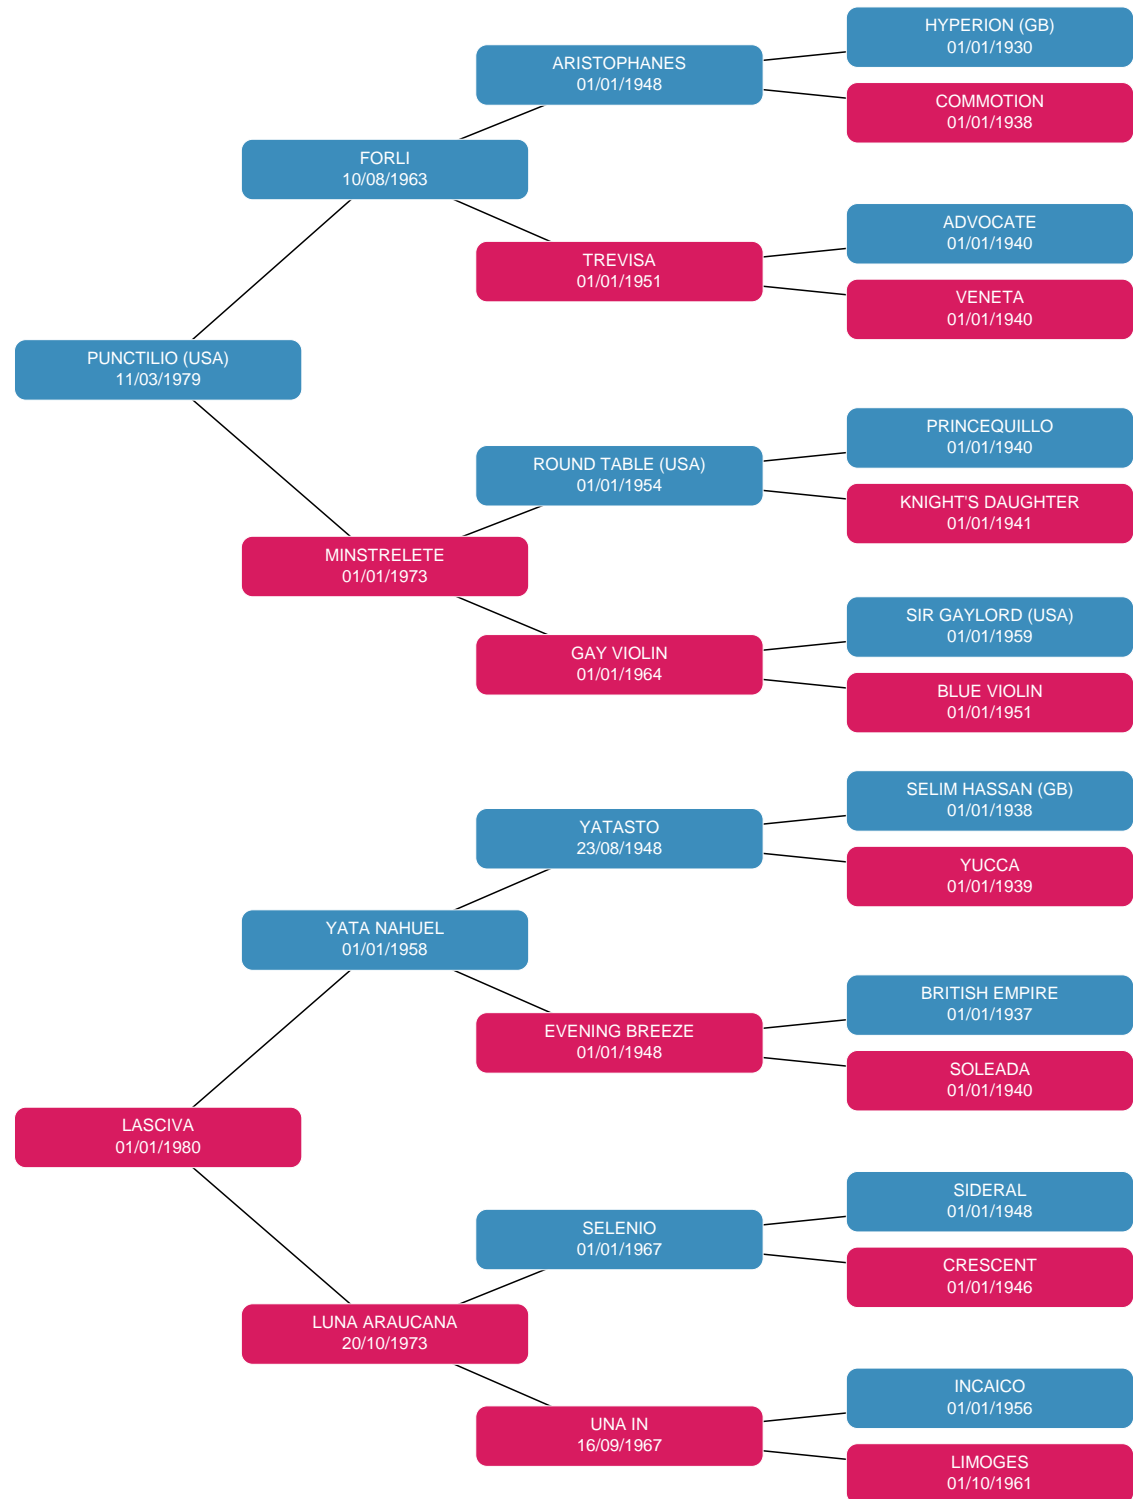 HYPERION (GB)
01/01/1930
ARISTOPHANES
01/01/1948
COMMOTION
01/01/1938
FORLI
10/08/1963
ADVOCATE
01/01/1940
TREVISA
01/01/1951
VENETA
01/01/1940
PUNCTILIO (USA)
11/03/1979
PRINCEQUILLO
01/01/1940
ROUND TABLE (USA)
01/01/1954
KNIGHT'S DAUGHTER
01/01/1941
MINSTRELETE
01/01/1973
SIR GAYLORD (USA)
01/01/1959
GAY VIOLIN
01/01/1964
BLUE VIOLIN
01/01/1951
SELIM HASSAN (GB)
01/01/1938
YATASTO
23/08/1948
YUCCA
01/01/1939
YATA NAHUEL
01/01/1958
BRITISH EMPIRE
01/01/1937
EVENING BREEZE
01/01/1948
SOLEADA
01/01/1940
LASCIVA
01/01/1980
SIDERAL
01/01/1948
SELENIO
01/01/1967
CRESCENT
01/01/1946
LUNA ARAUCANA
20/10/1973
INCAICO
01/01/1956
UNA IN
16/09/1967
LIMOGES
01/10/1961